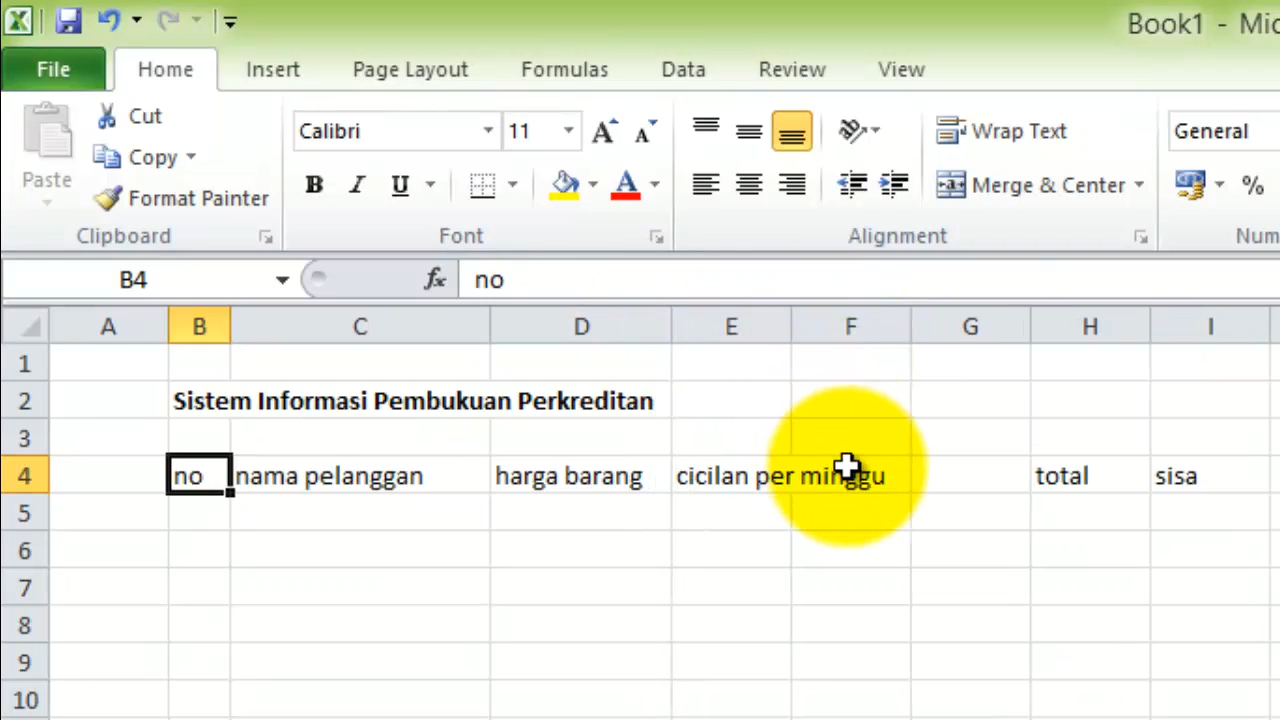 Book1 - Mic
File Home Insert Page Layout Formulas Data Review View
Cut
Copy
Format Painter
Paste
Calibri 11
B I U
Wrap Text
Merge & Center
General
%
Clipboard Font Alignment Num
B4 fx no
A B C D E F G H I
1
2 Sistem Informasi Pembukuan Perkreditan
3
4 no nama pelanggan harga barang cicilan per minggu total sisa
5
6
7
8
9
10